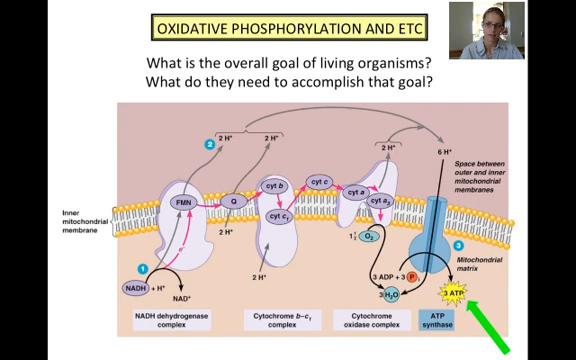 OXIDATIVE PHOSPHORYLATION AND ETC
What is the overall goal of living organisms?
What do they need to accomplish that goal?
2
2 H⁺
2 H⁺
2 H⁺
6 H⁺
Space between
outer and inner
mitochondrial
membranes
cyt b
cyt c
cyt a
FMN
Q
cyt a₃
cyt c₁
Inner
mitochondrial
membrane
2 H⁺
O₂
3
Mitochondrial
matrix
e⁻
1
2 H⁺
3 ADP + 3 P
NADH + H⁺
NAD⁺
3 H₂O
3 ATP
NADH dehydrogenase
complex
Cytochrome b–c₁
complex
Cytochrome
oxidase complex
ATP
synthase